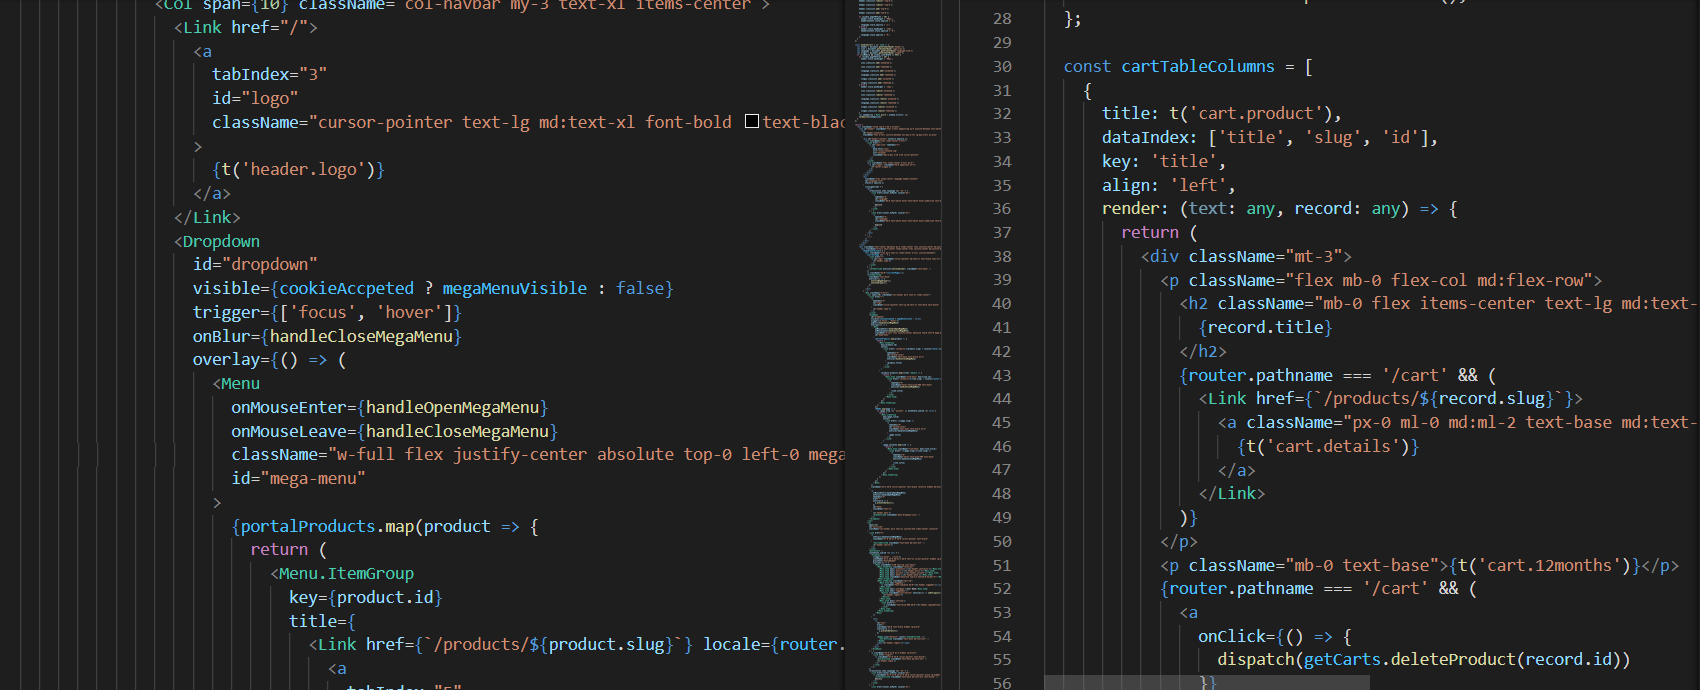 <Col span={10} className="col-navbar my-3 text-xl items-center">
<Link href="/">
<a
tabIndex="3"
id="logo"
className="cursor-pointer text-lg md:text-xl font-bold text-blac
>
{t('header.logo')}
</a>
</Link>
<Dropdown
id="dropdown"
visible={cookieAccpeted ? megaMenuVisible : false}
trigger={['focus', 'hover']}
onBlur={handleCloseMegaMenu}
overlay={() => (
<Menu
onMouseEnter={handleOpenMegaMenu}
onMouseLeave={handleCloseMegaMenu}
className="w-full flex justify-center absolute top-0 left-0 mega
id="mega-menu"
>
{portalProducts.map(product => {
return (
<Menu.ItemGroup
key={product.id}
title={
<Link href={`/products/${product.slug}`} locale={router.
<a
tabIndex="5"
28 };
29
30 const cartTableColumns = [
31 {
32 title: t('cart.product'),
33 dataIndex: ['title', 'slug', 'id'],
34 key: 'title',
35 align: 'left',
36 render: (text: any, record: any) => {
37 return (
38 <div className="mt-3">
39 <p className="flex mb-0 flex-col md:flex-row">
40 <h2 className="mb-0 flex items-center text-lg md:text-
41 {record.title}
42 </h2>
43 {router.pathname === '/cart' && (
44 <Link href={`/products/${record.slug}`}>
45 <a className="px-0 ml-0 md:ml-2 text-base md:text-
46 {t('cart.details')}
47 </a>
48 </Link>
49 )}
50 </p>
51 <p className="mb-0 text-base">{t('cart.12months')}</p>
52 {router.pathname === '/cart' && (
53 <a
54 onClick={() => {
55 dispatch(getCarts.deleteProduct(record.id))
56 }}